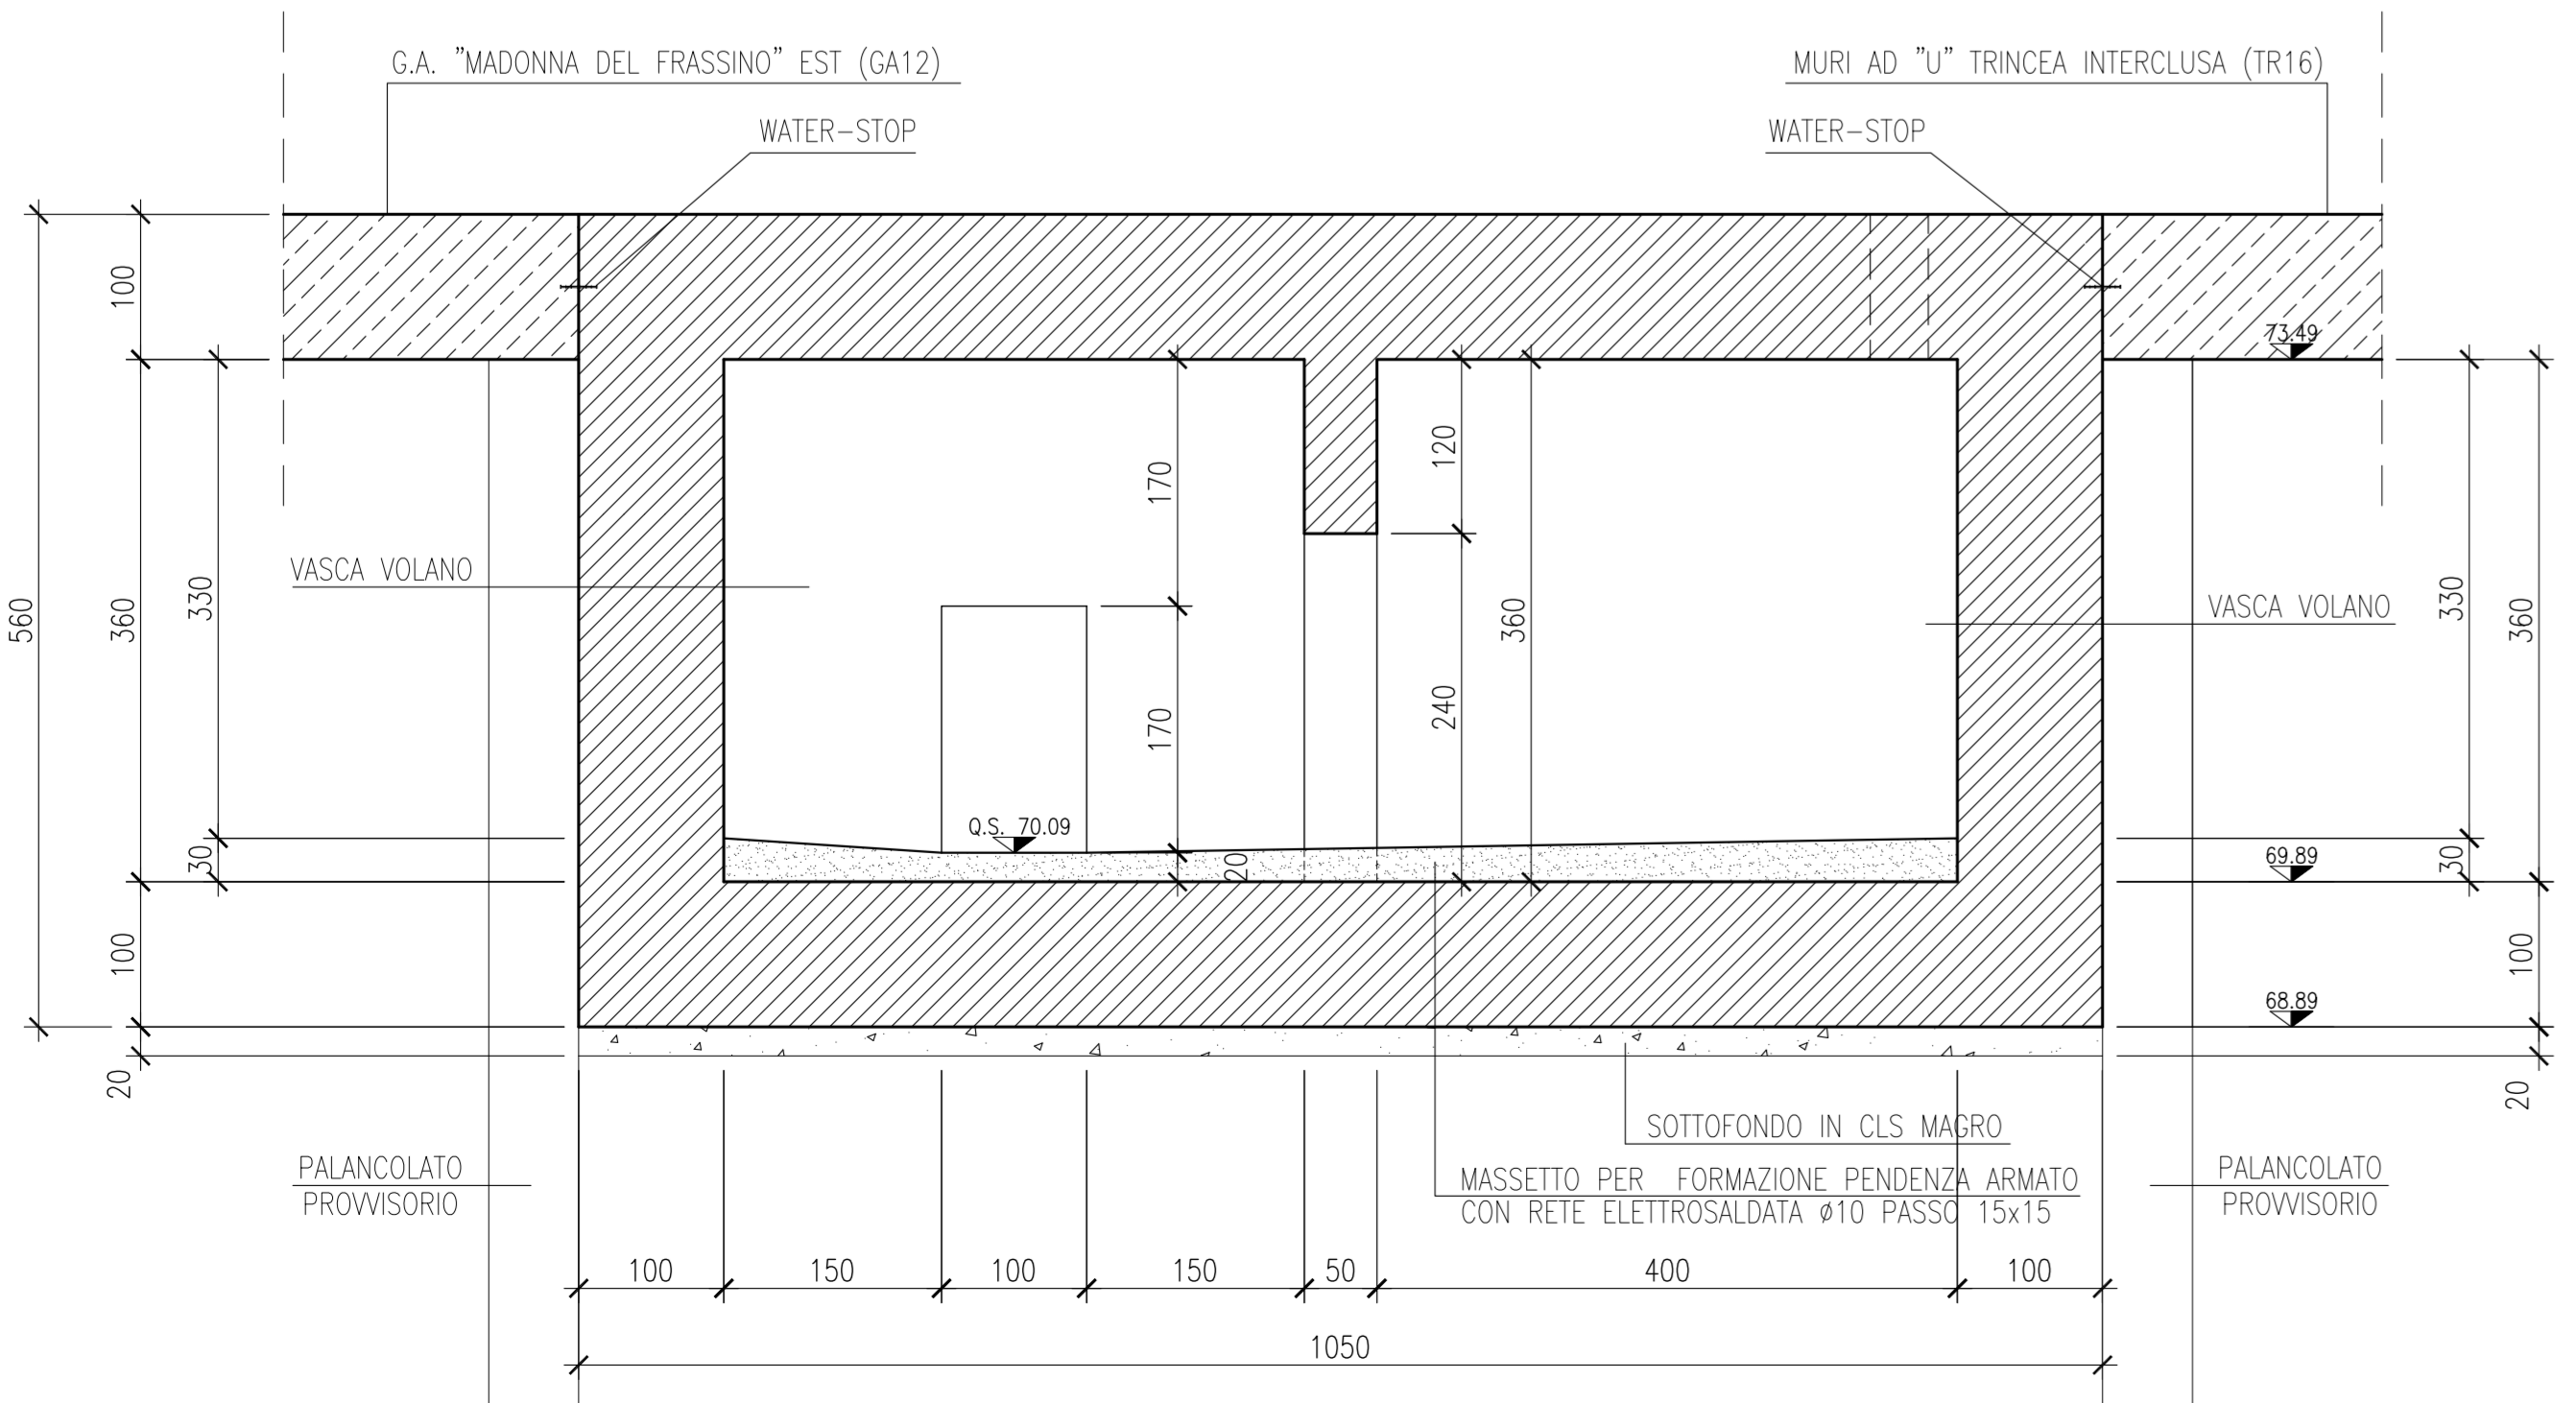 G.A. "MADONNA DEL FRASSINO" EST (GA12)
MURI AD "U" TRINCEA INTERCLUSA (TR16)
WATER-STOP
WATER-STOP
100
73.49
120
170
VASCA VOLANO
560
360
330
360
VASCA VOLANO
330
360
170
240
Q.S. 70.09
30
20
69.89
30
100
68.89
100
20
20
SOTTOFONDO IN CLS MAGRO
PALANCOLATO
PROVVISORIO
MASSETTO PER FORMAZIONE PENDENZA ARMATO
CON RETE ELETTROSALDATA ø10 PASSO 15x15
PALANCOLATO
PROVVISORIO
100 150 100 150 50 400 100
1050